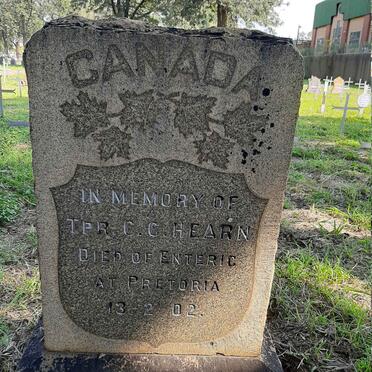 CANADA
IN MEMORY OF
TPR. C. C. HEARN
DIED OF ENTERIC
AT PRETORIA
13-2-02.